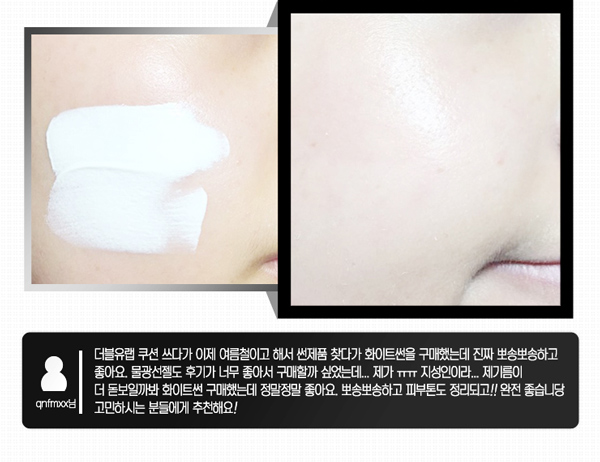 더블유랩 쿠션 쓰다가 이제 여름철이고 해서 썬제품 찾다가 화이트썬을 구매했는데 진짜 뽀송뽀송하고
좋아요. 물광선젤도 후기가 너무 좋아서 구매할까 싶었는데... 제가 ㅠㅠ 지성인이라... 제기름이
더 돋보일까봐 화이트썬 구매했는데 정말정말 좋아요. 뽀송뽀송하고 피부톤도 정리되고!! 완전 좋습니당
고민하시는 분들에게 추천해요!
qnfmxx님